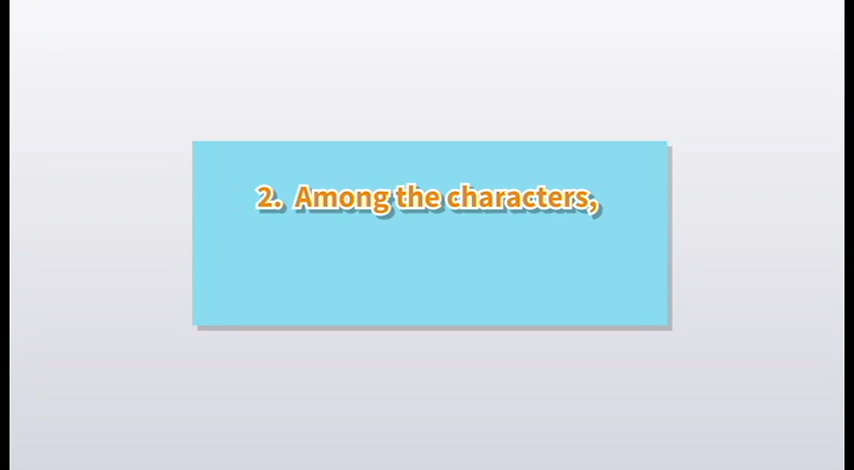 2. Among the characters,